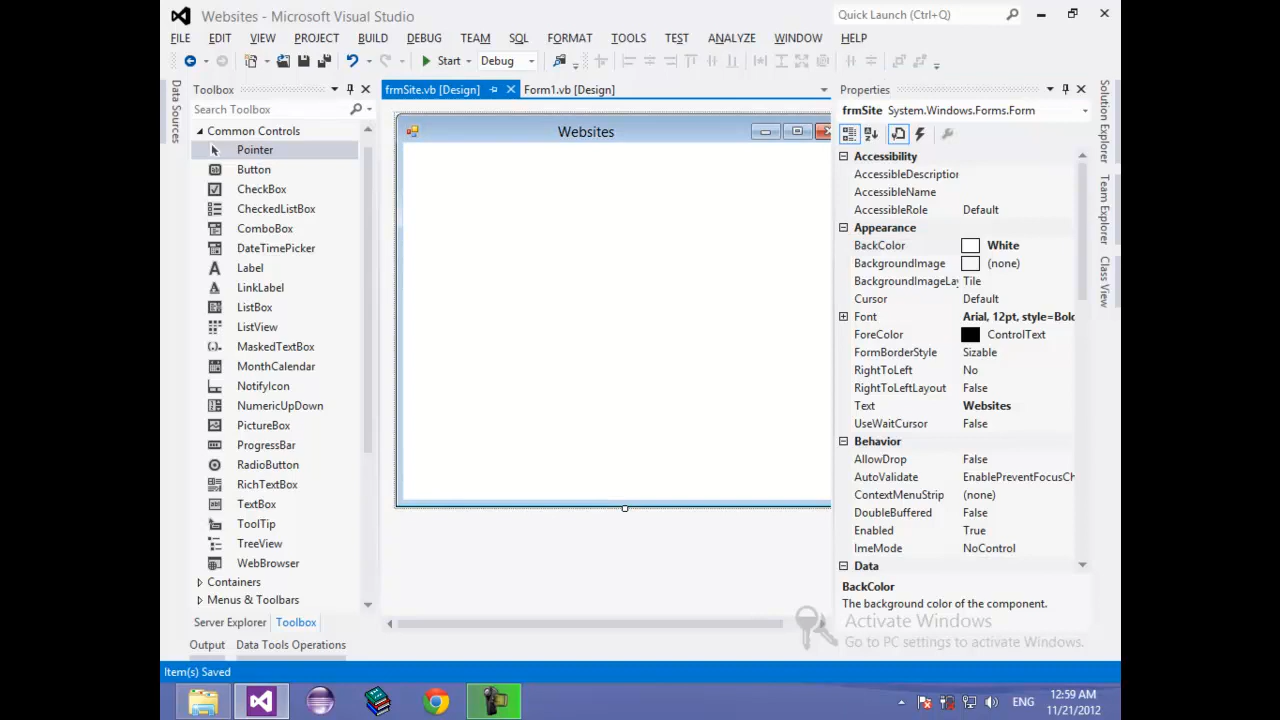 Websites - Microsoft Visual Studio
Quick Launch (Ctrl+Q)
FILE EDIT VIEW PROJECT BUILD DEBUG TEAM SQL FORMAT TOOLS TEST ANALYZE WINDOW HELP
Start Debug
Data Sources
Toolbox
Search Toolbox
Common Controls
Pointer
Button
CheckBox
CheckedListBox
ComboBox
DateTimePicker
Label
LinkLabel
ListBox
ListView
MaskedTextBox
MonthCalendar
NotifyIcon
NumericUpDown
PictureBox
ProgressBar
RadioButton
RichTextBox
TextBox
ToolTip
TreeView
WebBrowser
Containers
Menus & Toolbars
Server Explorer Toolbox
Output Data Tools Operations
frmSite.vb [Design] Form1.vb [Design]
Websites
Properties
frmSite System.Windows.Forms.Form
Accessibility
AccessibleDescription
AccessibleName
AccessibleRole Default
Appearance
BackColor White
BackgroundImage (none)
BackgroundImageLay Tile
Cursor Default
Font Arial, 12pt, style=Bold
ForeColor ControlText
FormBorderStyle Sizable
RightToLeft No
RightToLeftLayout False
Text Websites
UseWaitCursor False
Behavior
AllowDrop False
AutoValidate EnablePreventFocusCh
ContextMenuStrip (none)
DoubleBuffered False
Enabled True
ImeMode NoControl
Data
BackColor
The background color of the component.
Solution Explorer
Team Explorer
Class View
Activate Windows
Go to PC settings to activate Windows.
Item(s) Saved
ENG
12:59 AM
11/21/2012